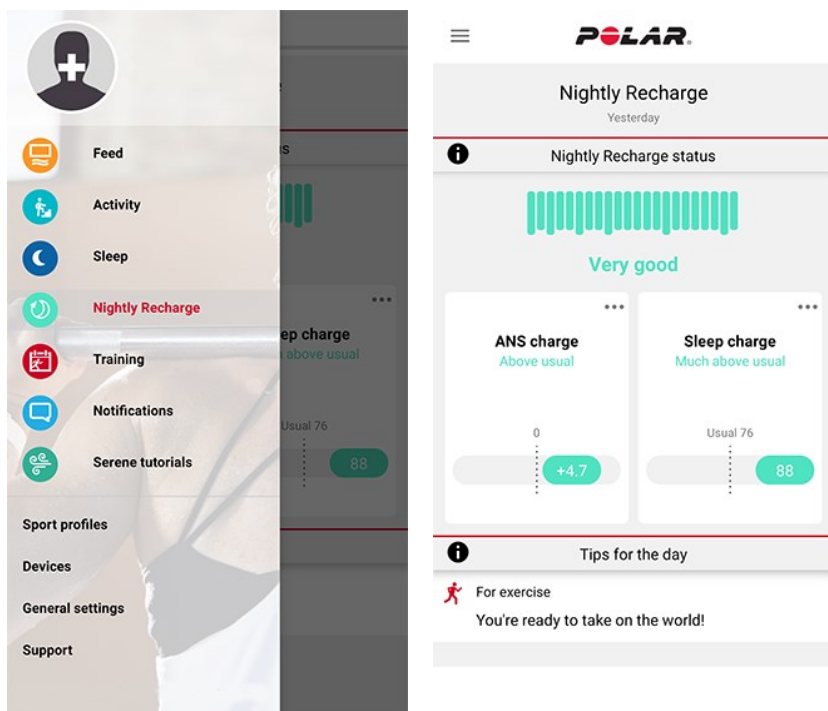 Feed
Activity
Sleep
Nightly Recharge
Training
Notifications
Serene tutorials
Sport profiles
Devices
General settings
Support
s
ep charge
above usual
Usual 76
88
POLAR
Nightly Recharge
Yesterday
Nightly Recharge status
Very good
ANS charge
Above usual
0
+4.7
Sleep charge
Much above usual
Usual 76
88
Tips for the day
For exercise
You're ready to take on the world!